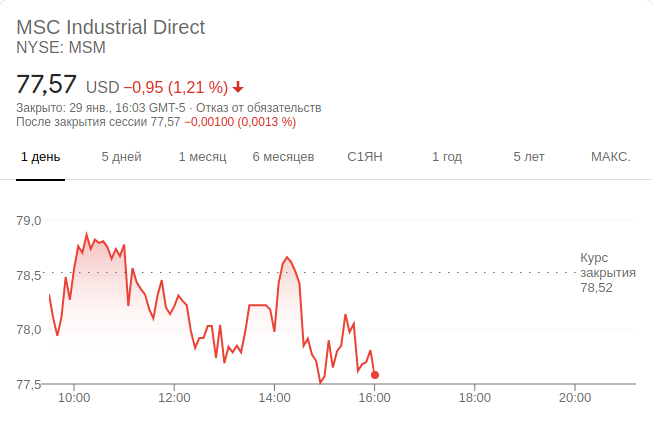 MSC Industrial Direct
NYSE: MSM
77,57 USD −0,95 (1,21 %)
Закрыто: 29 янв., 16:03 GMT-5 · Отказ от обязательств
После закрытия сессии 77,57 −0,00100 (0,0013 %)
1 день 5 дней 1 месяц 6 месяцев С1ЯН 1 год 5 лет МАКС.
79,0
Курс
78,5 закрытия
78,52
78,0
77,5
10:00 12:00 14:00 16:00 18:00 20:00